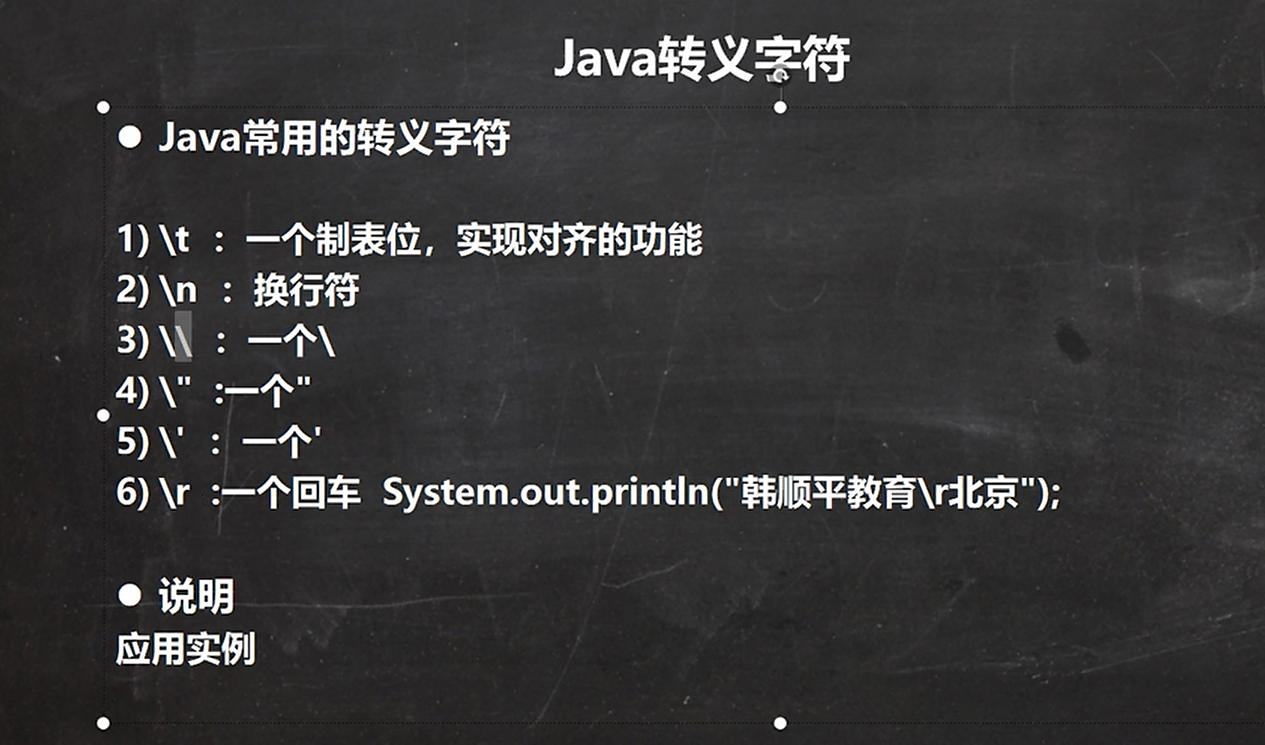 Java转义字符
● Java常用的转义字符
1) \t ：一个制表位，实现对齐的功能
2) \n ：换行符
3) \\ ：一个\
4) \" :一个"
5) \' ：一个'
6) \r :一个回车 System.out.println("韩顺平教育\r北京");
● 说明
应用实例